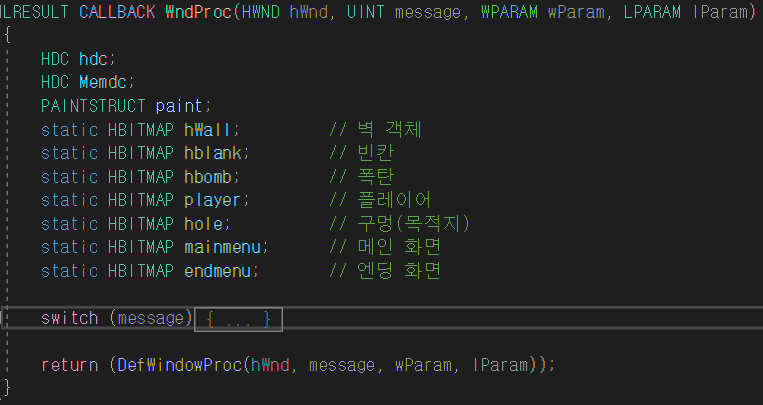 LRESULT CALLBACK WndProc(HWND hWnd, UINT message, WPARAM wParam, LPARAM lParam)
{
HDC hdc;
HDC Memdc;
PAINTSTRUCT paint;
static HBITMAP hWall; // 벽 객체
static HBITMAP hblank; // 빈칸
static HBITMAP hbomb; // 폭탄
static HBITMAP player; // 플레이어
static HBITMAP hole; // 구멍(목적지)
static HBITMAP mainmenu; // 메인 화면
static HBITMAP endmenu; // 엔딩 화면
switch (message) { ... }
return (DefWindowProc(hWnd, message, wParam, lParam));
}